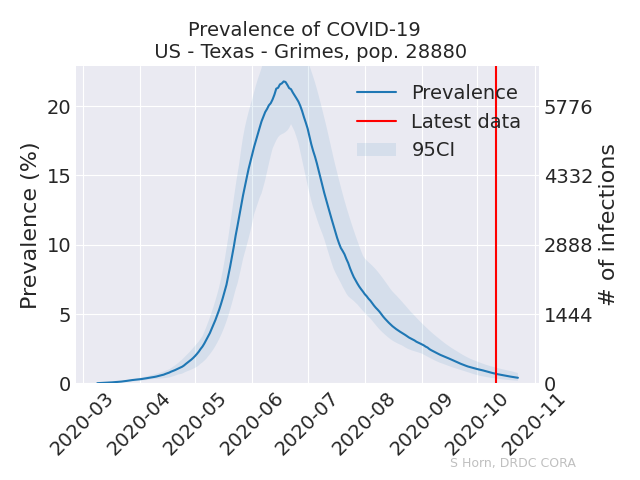 Prevalence of COVID-19
US - Texas - Grimes, pop. 28880
Prevalence (%)
20
15
10
5
0
Prevalence
Latest data
95CI
5776
4332
2888
1444
0
# of infections
2020-03
2020-04
2020-05
2020-06
2020-07
2020-08
2020-09
2020-10
2020-11
S Horn, DRDC CORA